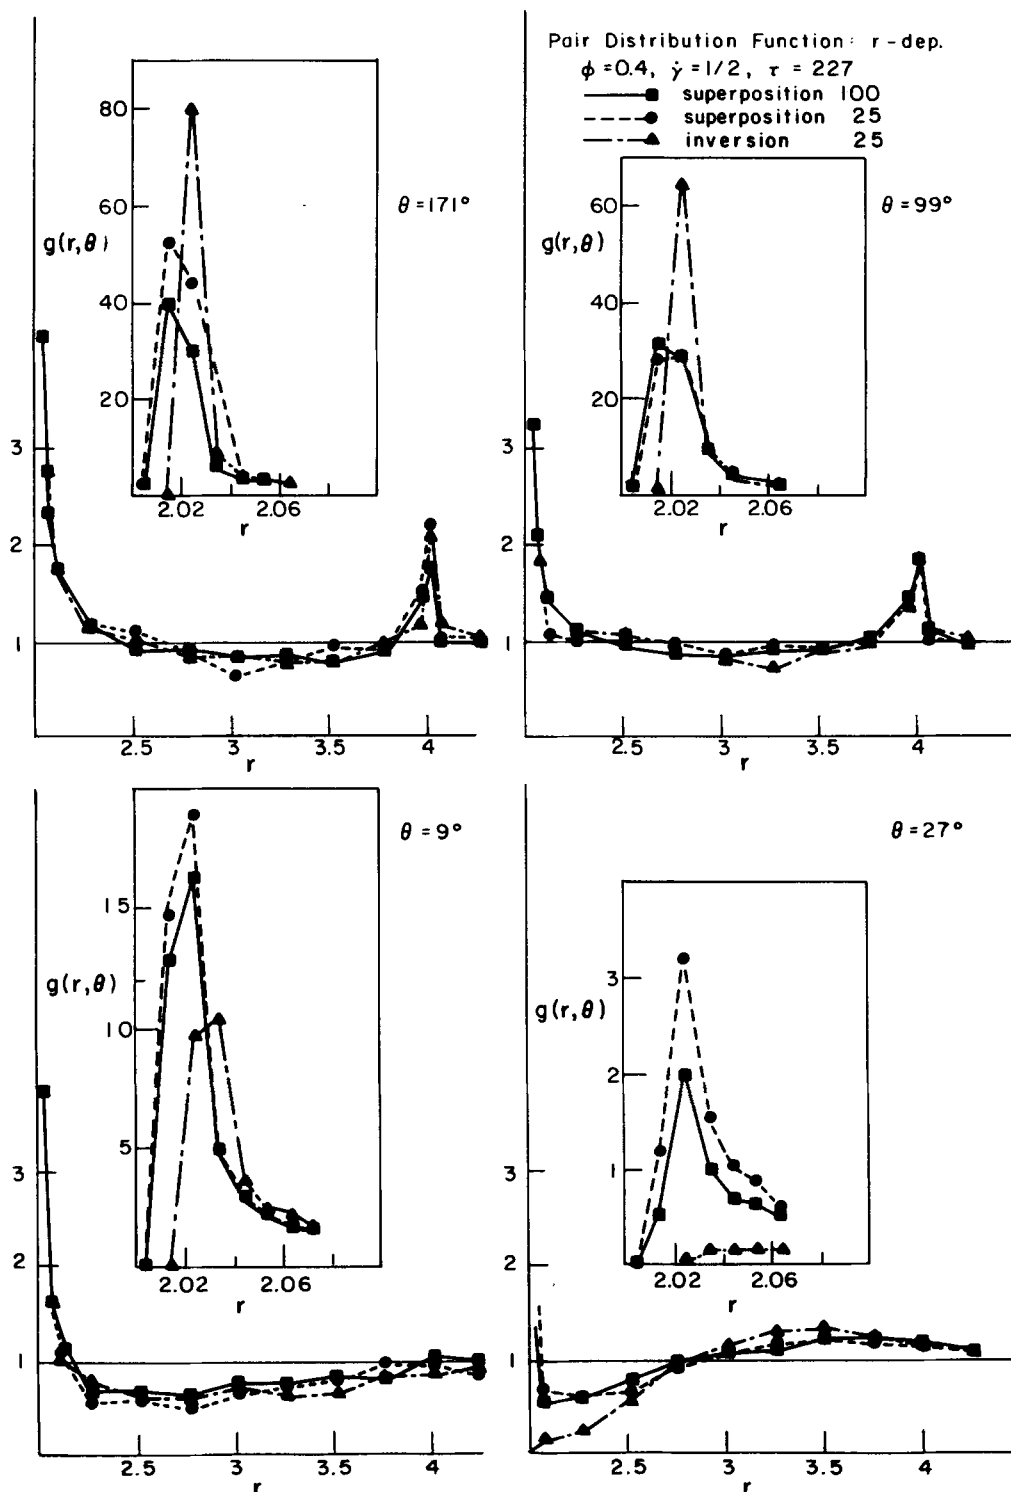 Pair Distribution Function: r-dep.
ϕ=0.4, γ̇=1/2, τ = 227
superposition 100
superposition 25
inversion 25
80
60
40
20
g(r,θ)
θ=171°
2.02 2.06
r
3
2
1
2.5 3 3.5 4
r
60
40
20
g(r,θ)
θ=99°
2.02 2.06
r
3
2
1
2.5 3 3.5 4
r
15
10
5
g(r,θ)
θ=9°
2.02 2.06
r
3
2
1
2.5 3 3.5 4
r
θ=27°
3
2
1
g(r,θ)
2.02 2.06
r
3
2
1
2.5 3 3.5 4
r